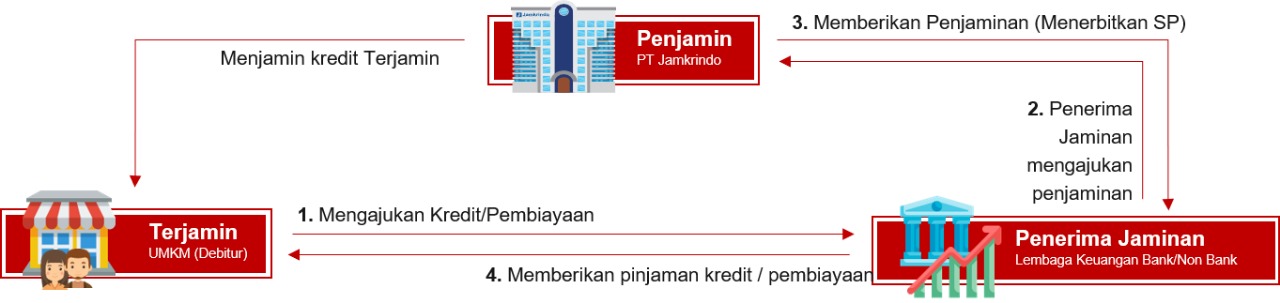 Jamkrindo
Penjamin
PT Jamkrindo
3. Memberikan Penjaminan (Menerbitkan SP)
Menjamin kredit Terjamin
2. Penerima
Jaminan
mengajukan
penjaminan
Terjamin
UMKM (Debitur)
1. Mengajukan Kredit/Pembiayaan
4. Memberikan pinjaman kredit / pembiayaan
Penerima Jaminan
Lembaga Keuangan Bank/Non Bank